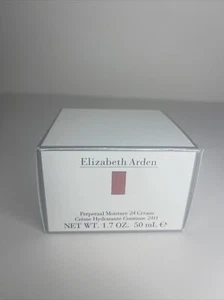 Elizabeth Arden
Perpetual Moisture 24 Cream
Crème Hydratante Continue 24H
NET WT. 1.7 OZ. 50 mL ℮